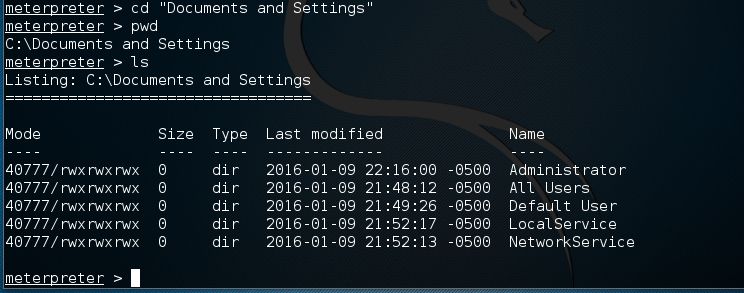 meterpreter > cd "Documents and Settings"
meterpreter > pwd
C:\Documents and Settings
meterpreter > ls
Listing: C:\Documents and Settings
==================================
Mode Size Type Last modified Name
---- ---- ---- ------------- ----
40777/rwxrwxrwx 0 dir 2016-01-09 22:16:00 -0500 Administrator
40777/rwxrwxrwx 0 dir 2016-01-09 21:48:12 -0500 All Users
40777/rwxrwxrwx 0 dir 2016-01-09 21:49:26 -0500 Default User
40777/rwxrwxrwx 0 dir 2016-01-09 21:52:17 -0500 LocalService
40777/rwxrwxrwx 0 dir 2016-01-09 21:52:13 -0500 NetworkService
meterpreter >